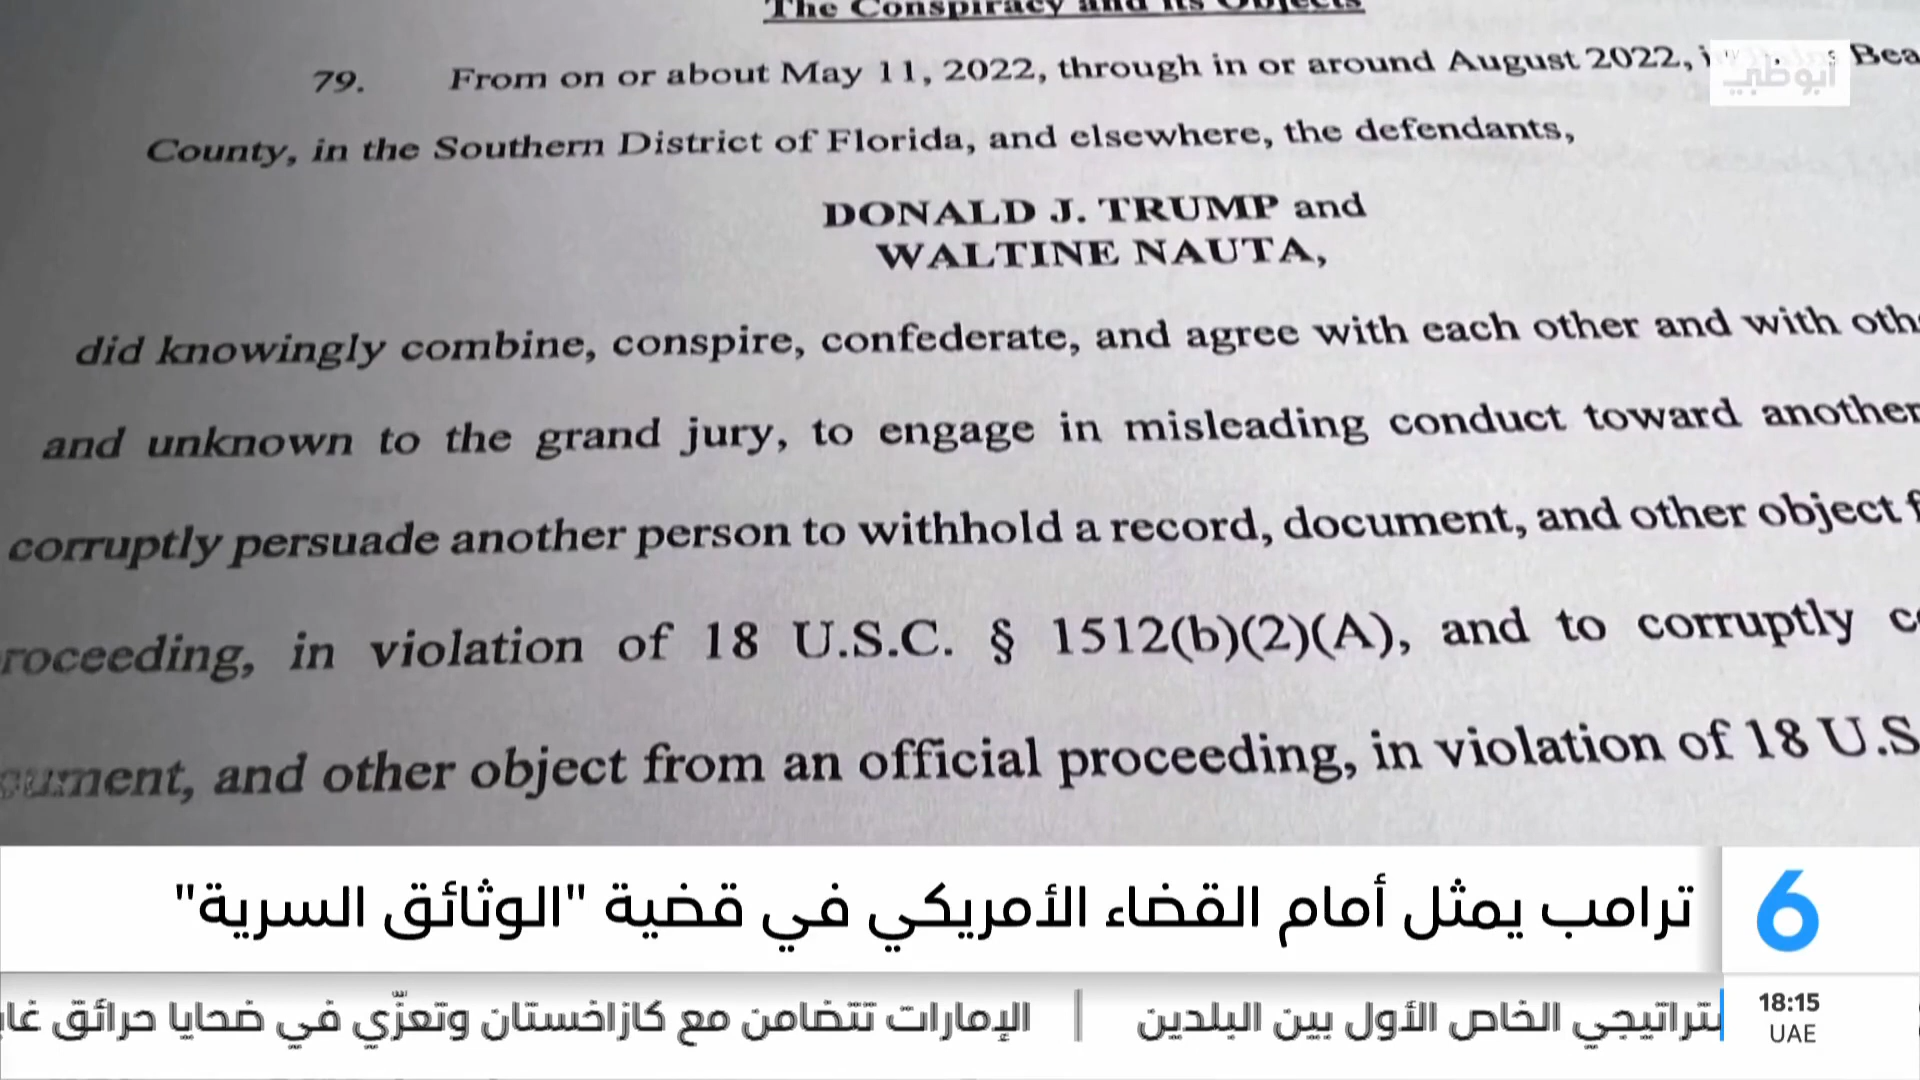 The Conspiracy and its Objects
79. From on or about May 11, 2022, through in or around August 2022, Bea
أبوظبي
County, in the Southern District of Florida, and elsewhere, the defendants,
DONALD J. TRUMP and
WALTINE NAUTA,
did knowingly combine, conspire, confederate, and agree with each other and with oth
and unknown to the grand jury, to engage in misleading conduct toward another
corruptly persuade another person to withhold a record, document, and other object f
roceeding, in violation of 18 U.S.C. § 1512(b)(2)(A), and to corruptly c
ument, and other object from an official proceeding, in violation of 18 U.S
ترامب يمثل أمام القضاء الأمريكي في قضية "الوثائق السرية"
6
ستراتيجي الخاص الأول بين البلدين | الإمارات تتضامن مع كازاخستان وتعزّي في ضحايا حرائق غا
18:15
UAE